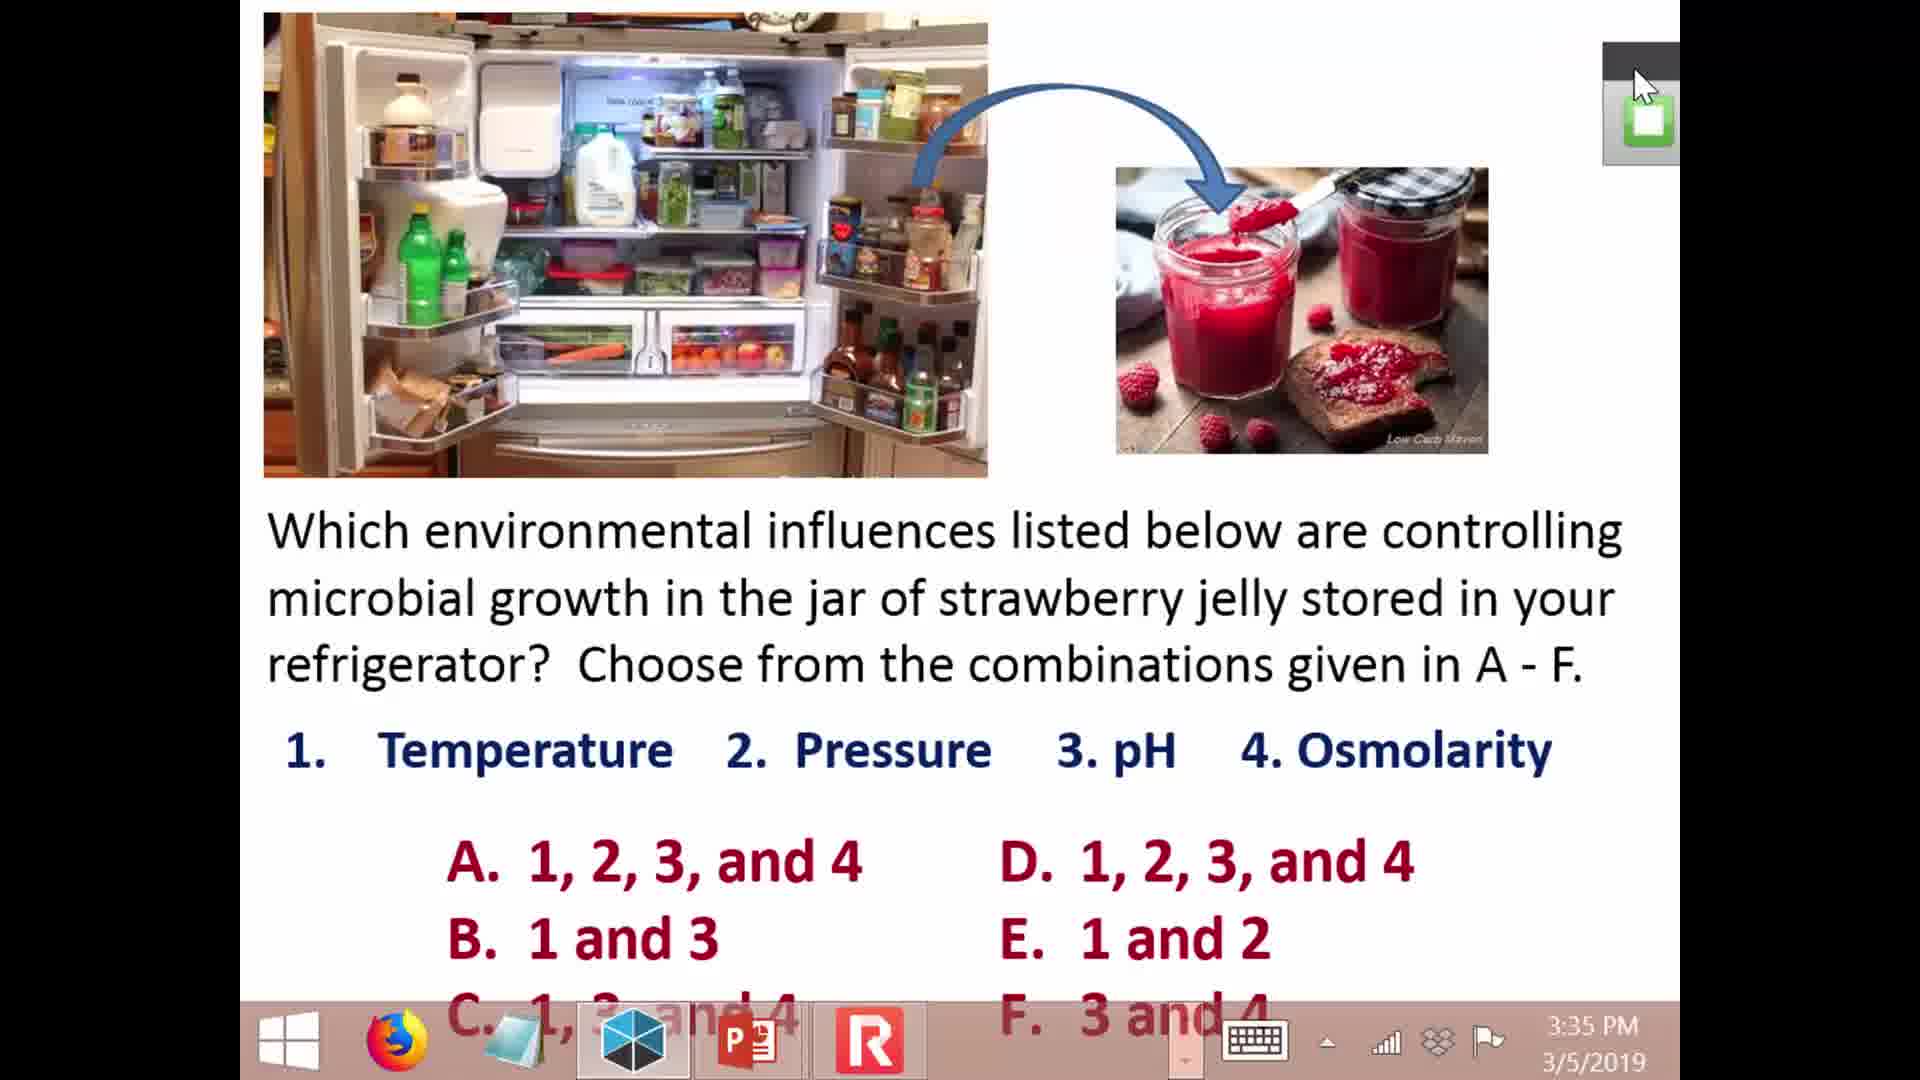 Low Carb Maven
Which environmental influences listed below are controlling
microbial growth in the jar of strawberry jelly stored in your
refrigerator? Choose from the combinations given in A - F.
1. Temperature 2. Pressure 3. pH 4. Osmolarity
A. 1, 2, 3, and 4
B. 1 and 3
C. 1, 3, and 4
D. 1, 2, 3, and 4
E. 1 and 2
F. 3 and 4
3:35 PM
3/5/2019